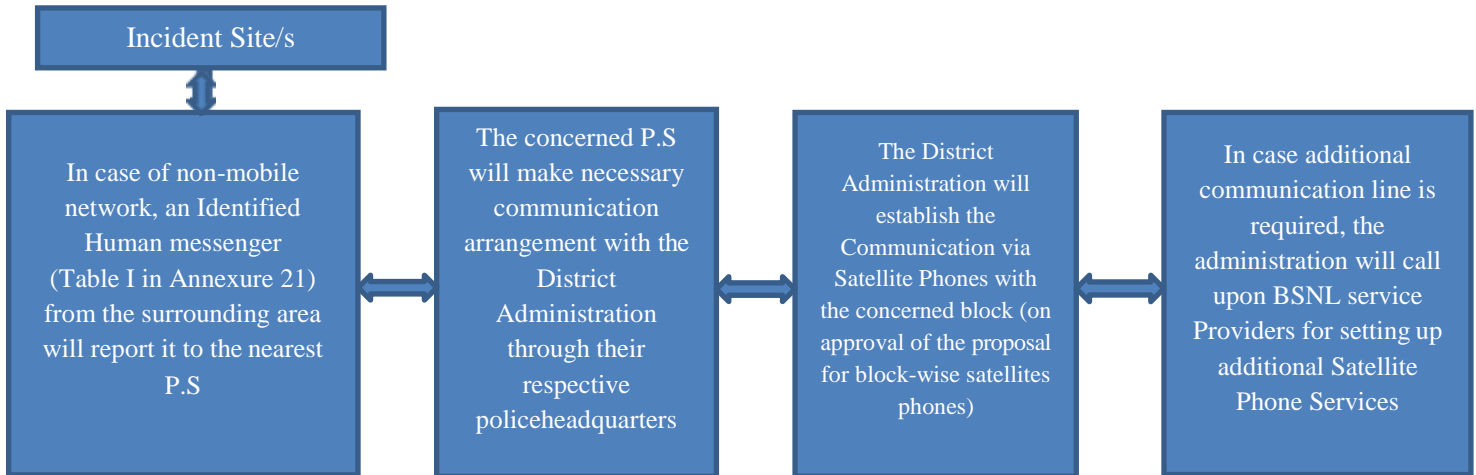 Incident Site/s
In case of non-mobile
network, an Identified
Human messenger
(Table I in Annexure 21)
from the surrounding area
will report it to the nearest
P.S
The concerned P.S
will make necessary
communication
arrangement with the
District
Administration
through their
respective
policeheadquarters
The District
Administration will
establish the
Communication via
Satellite Phones with
the concerned block (on
approval of the proposal
for block-wise satellites
phones)
In case additional
communication line is
required, the
administration will call
upon BSNL service
Providers for setting up
additional Satellite
Phone Services